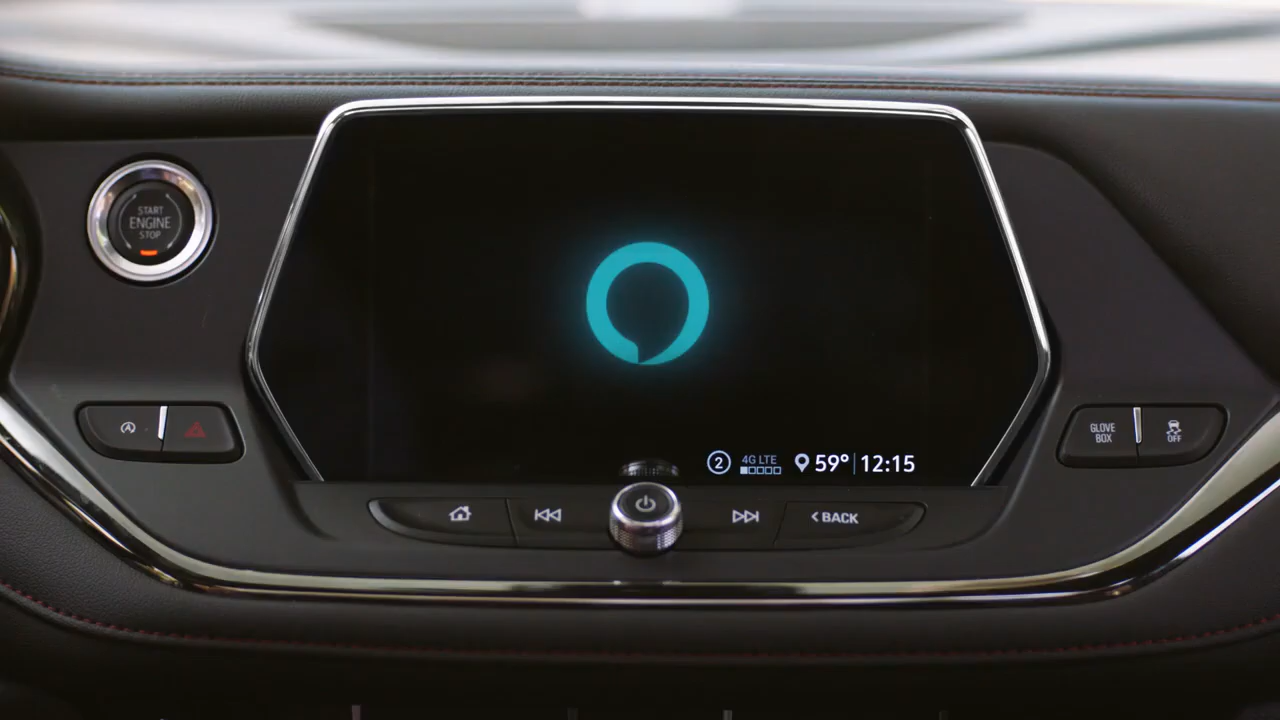 START
ENGINE
STOP
GLOVE
BOX
OFF
2
4G LTE
59° 12:15
BACK